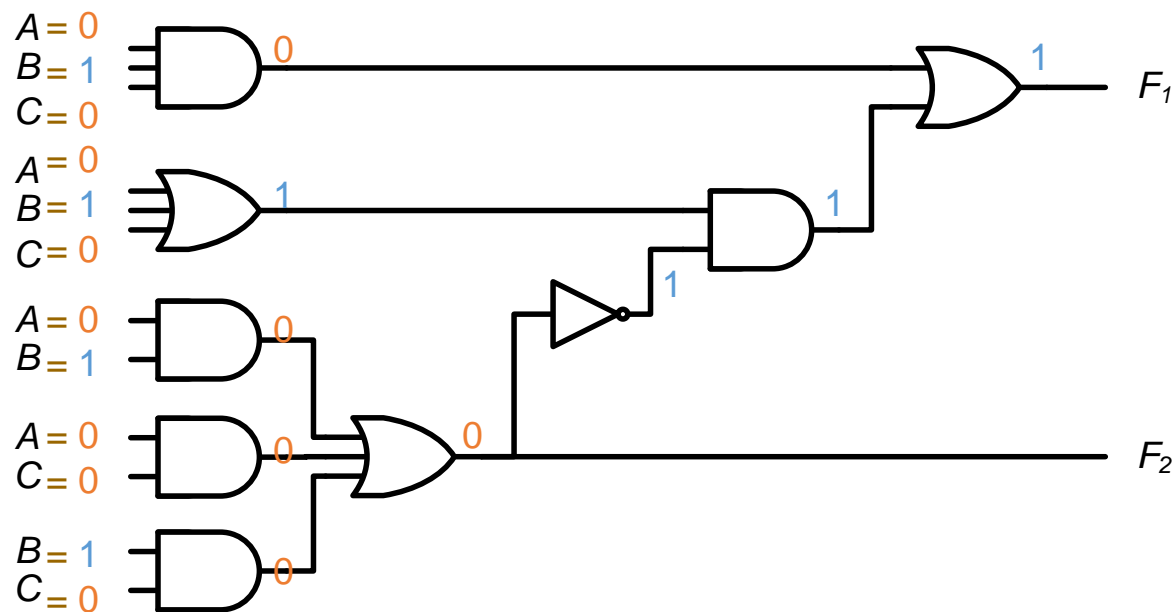 A = 0
0
1
B = 1
F1
C = 0
A = 0
B = 1
1
1
C = 0
1
A = 0
0
B = 1
A = 0
0
0
F2
C = 0
B = 1
0
C = 0